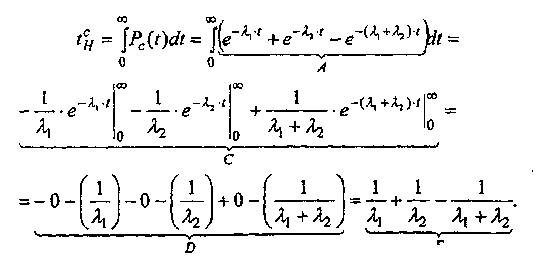 t_H^c = ∫_0^∞ P_c(t)dt = ∫_0^∞ (e^{-λ_1·t} + e^{-λ_2·t} − e^{-(λ_1+λ_2)·t})dt =
A
−1/λ_1 · e^{-λ_1·t}|_0^∞ − 1/λ_2 · e^{-λ_2·t}|_0^∞ + 1/(λ_1+λ_2) · e^{-(λ_1+λ_2)·t}|_0^∞ =
C
= −0 − (1/λ_1) − 0 − (1/λ_2) + 0 − (1/(λ_1+λ_2)) = 1/λ_1 + 1/λ_2 − 1/(λ_1+λ_2).
D